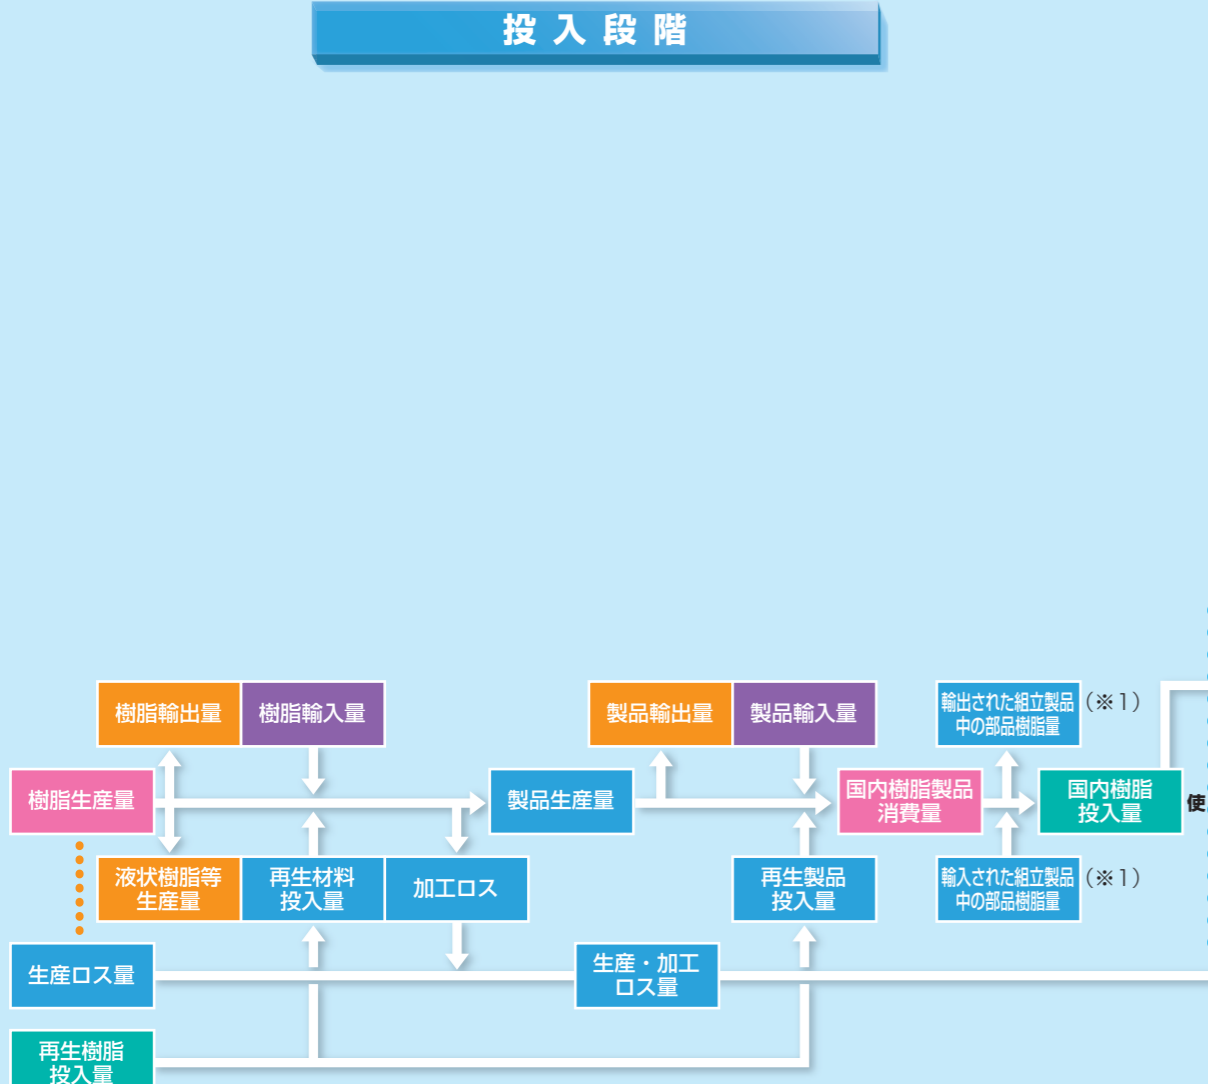 投入段階
樹脂輸出量
樹脂輸入量
製品輸出量
製品輸入量
輸出された組立製品
中の部品樹脂量
(※1)
樹脂生産量
製品生産量
国内樹脂製品
消費量
国内樹脂
投入量
使
液状樹脂等
生産量
再生材料
投入量
加工ロス
再生製品
投入量
輸入された組立製品
中の部品樹脂量
(※1)
生産ロス量
生産・加工
ロス量
再生樹脂
投入量